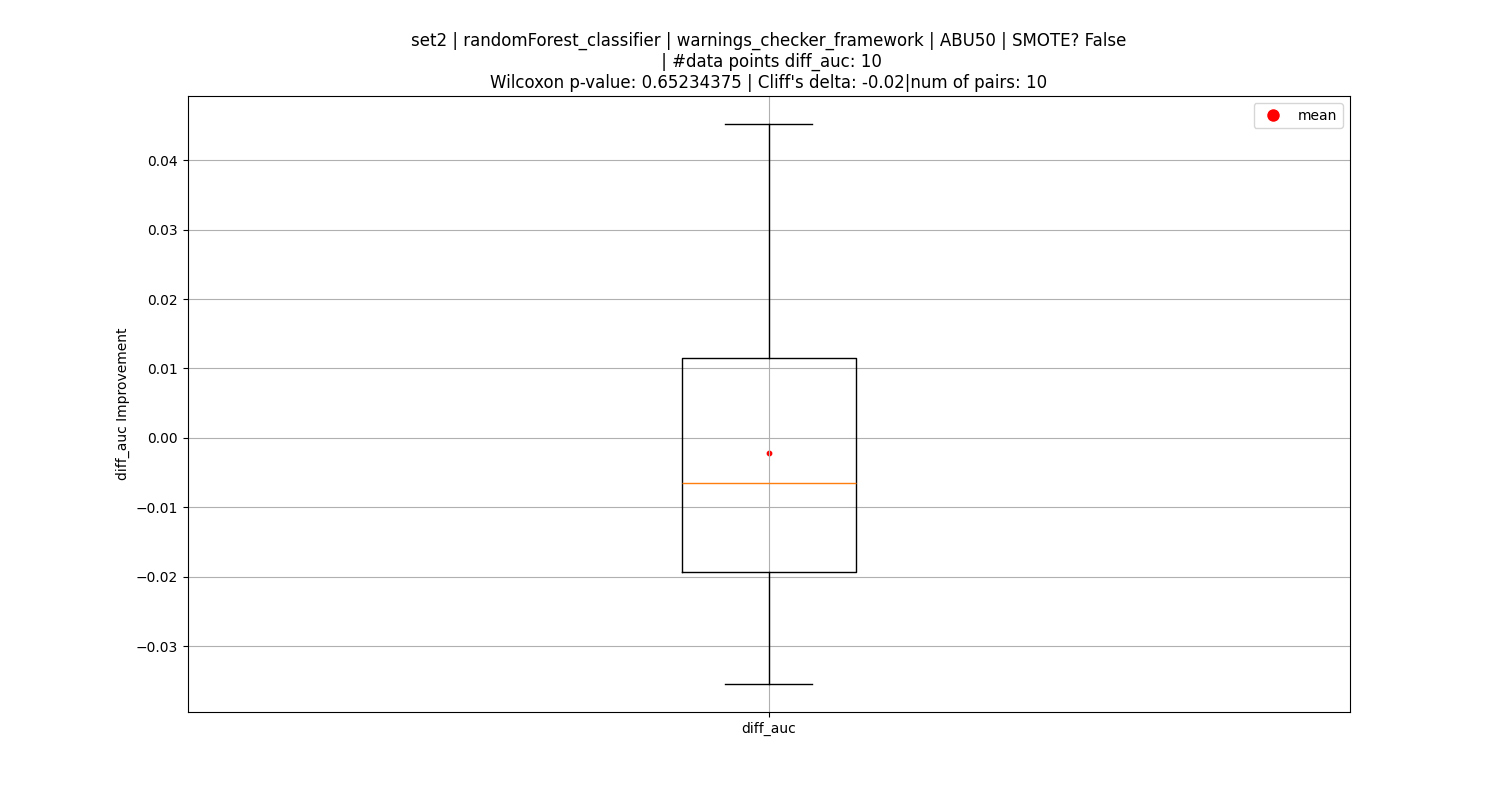 set2 | randomForest_classifier | warnings_checker_framework | ABU50 | SMOTE? False
| #data points diff_auc: 10
Wilcoxon p-value: 0.65234375 | Cliff's delta: -0.02|num of pairs: 10
mean
0.04
0.03
0.02
0.01
0.00
−0.01
−0.02
−0.03
diff_auc Improvement
diff_auc